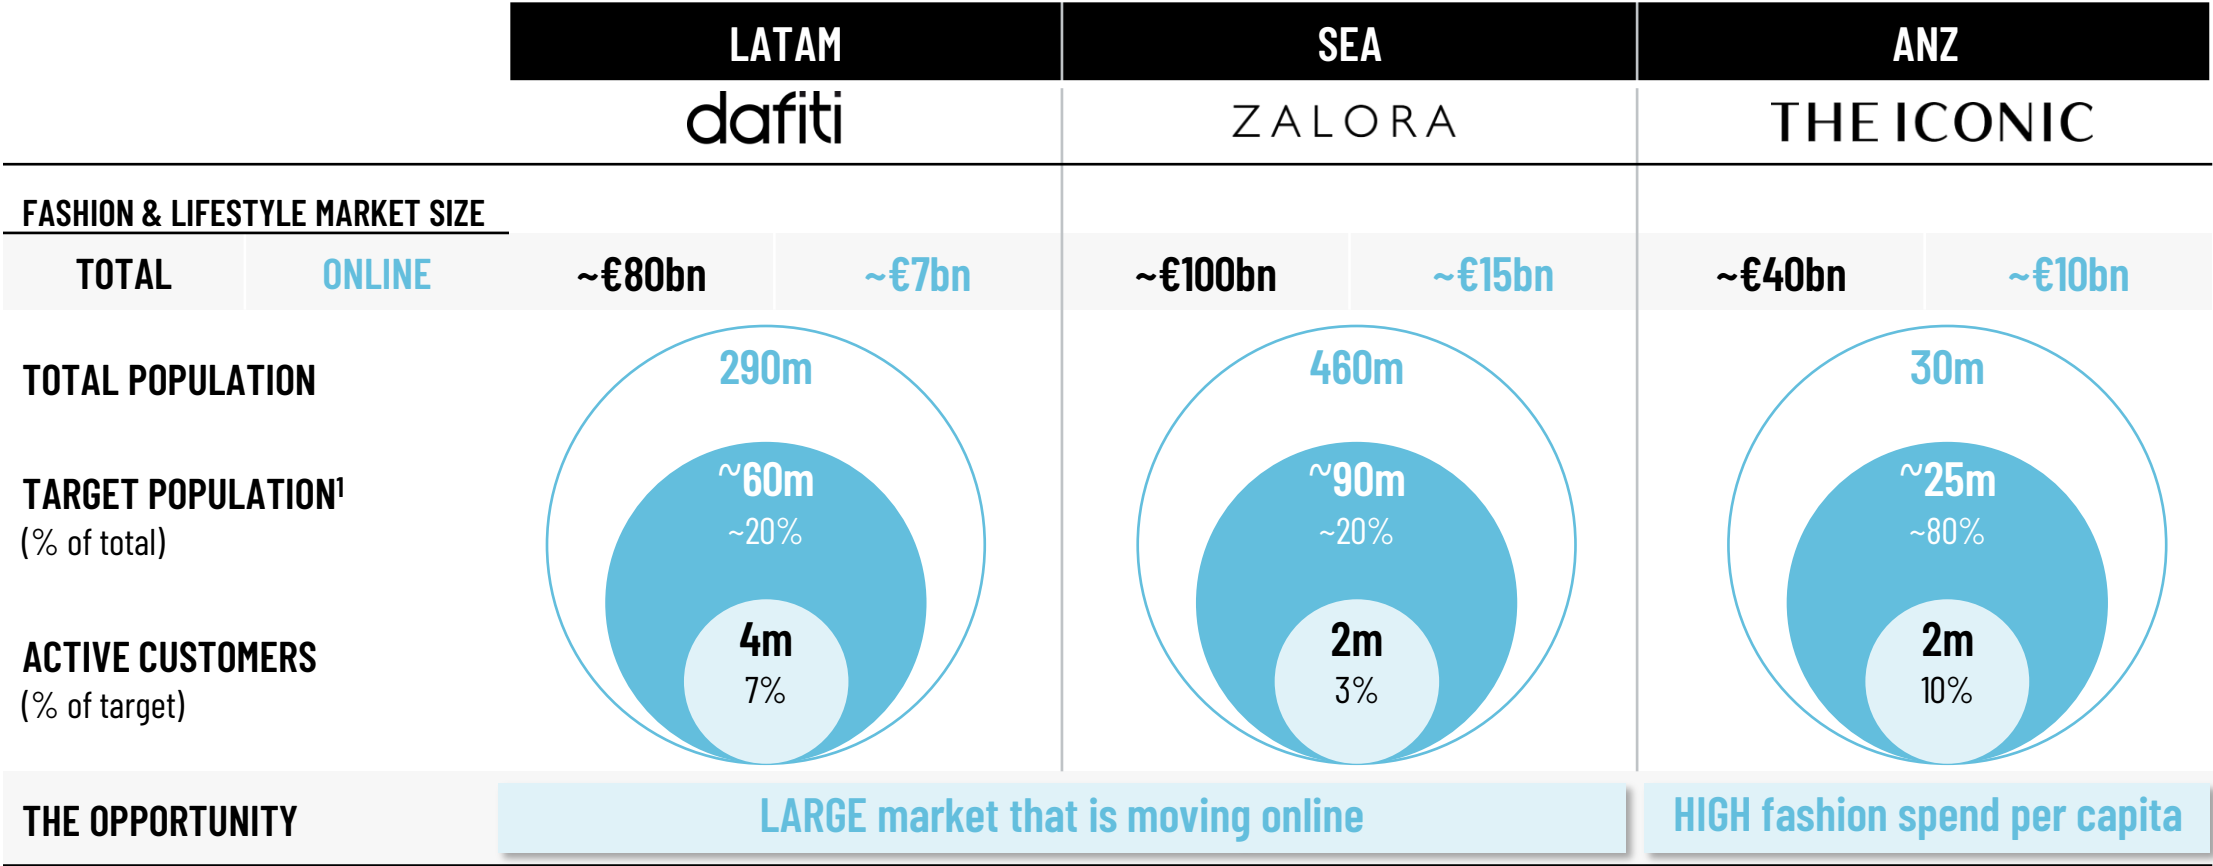 LATAM SEA ANZ
dafiti ZALORA THE ICONIC
FASHION & LIFESTYLE MARKET SIZE
TOTAL ONLINE ~€80bn ~€7bn ~€100bn ~€15bn ~€40bn ~€10bn
TOTAL POPULATION 290m 460m 30m
TARGET POPULATION¹ ~60m ~90m ~25m
(% of total) ~20% ~20% ~80%
ACTIVE CUSTOMERS 4m 2m 2m
(% of target) 7% 3% 10%
THE OPPORTUNITY LARGE market that is moving online HIGH fashion spend per capita